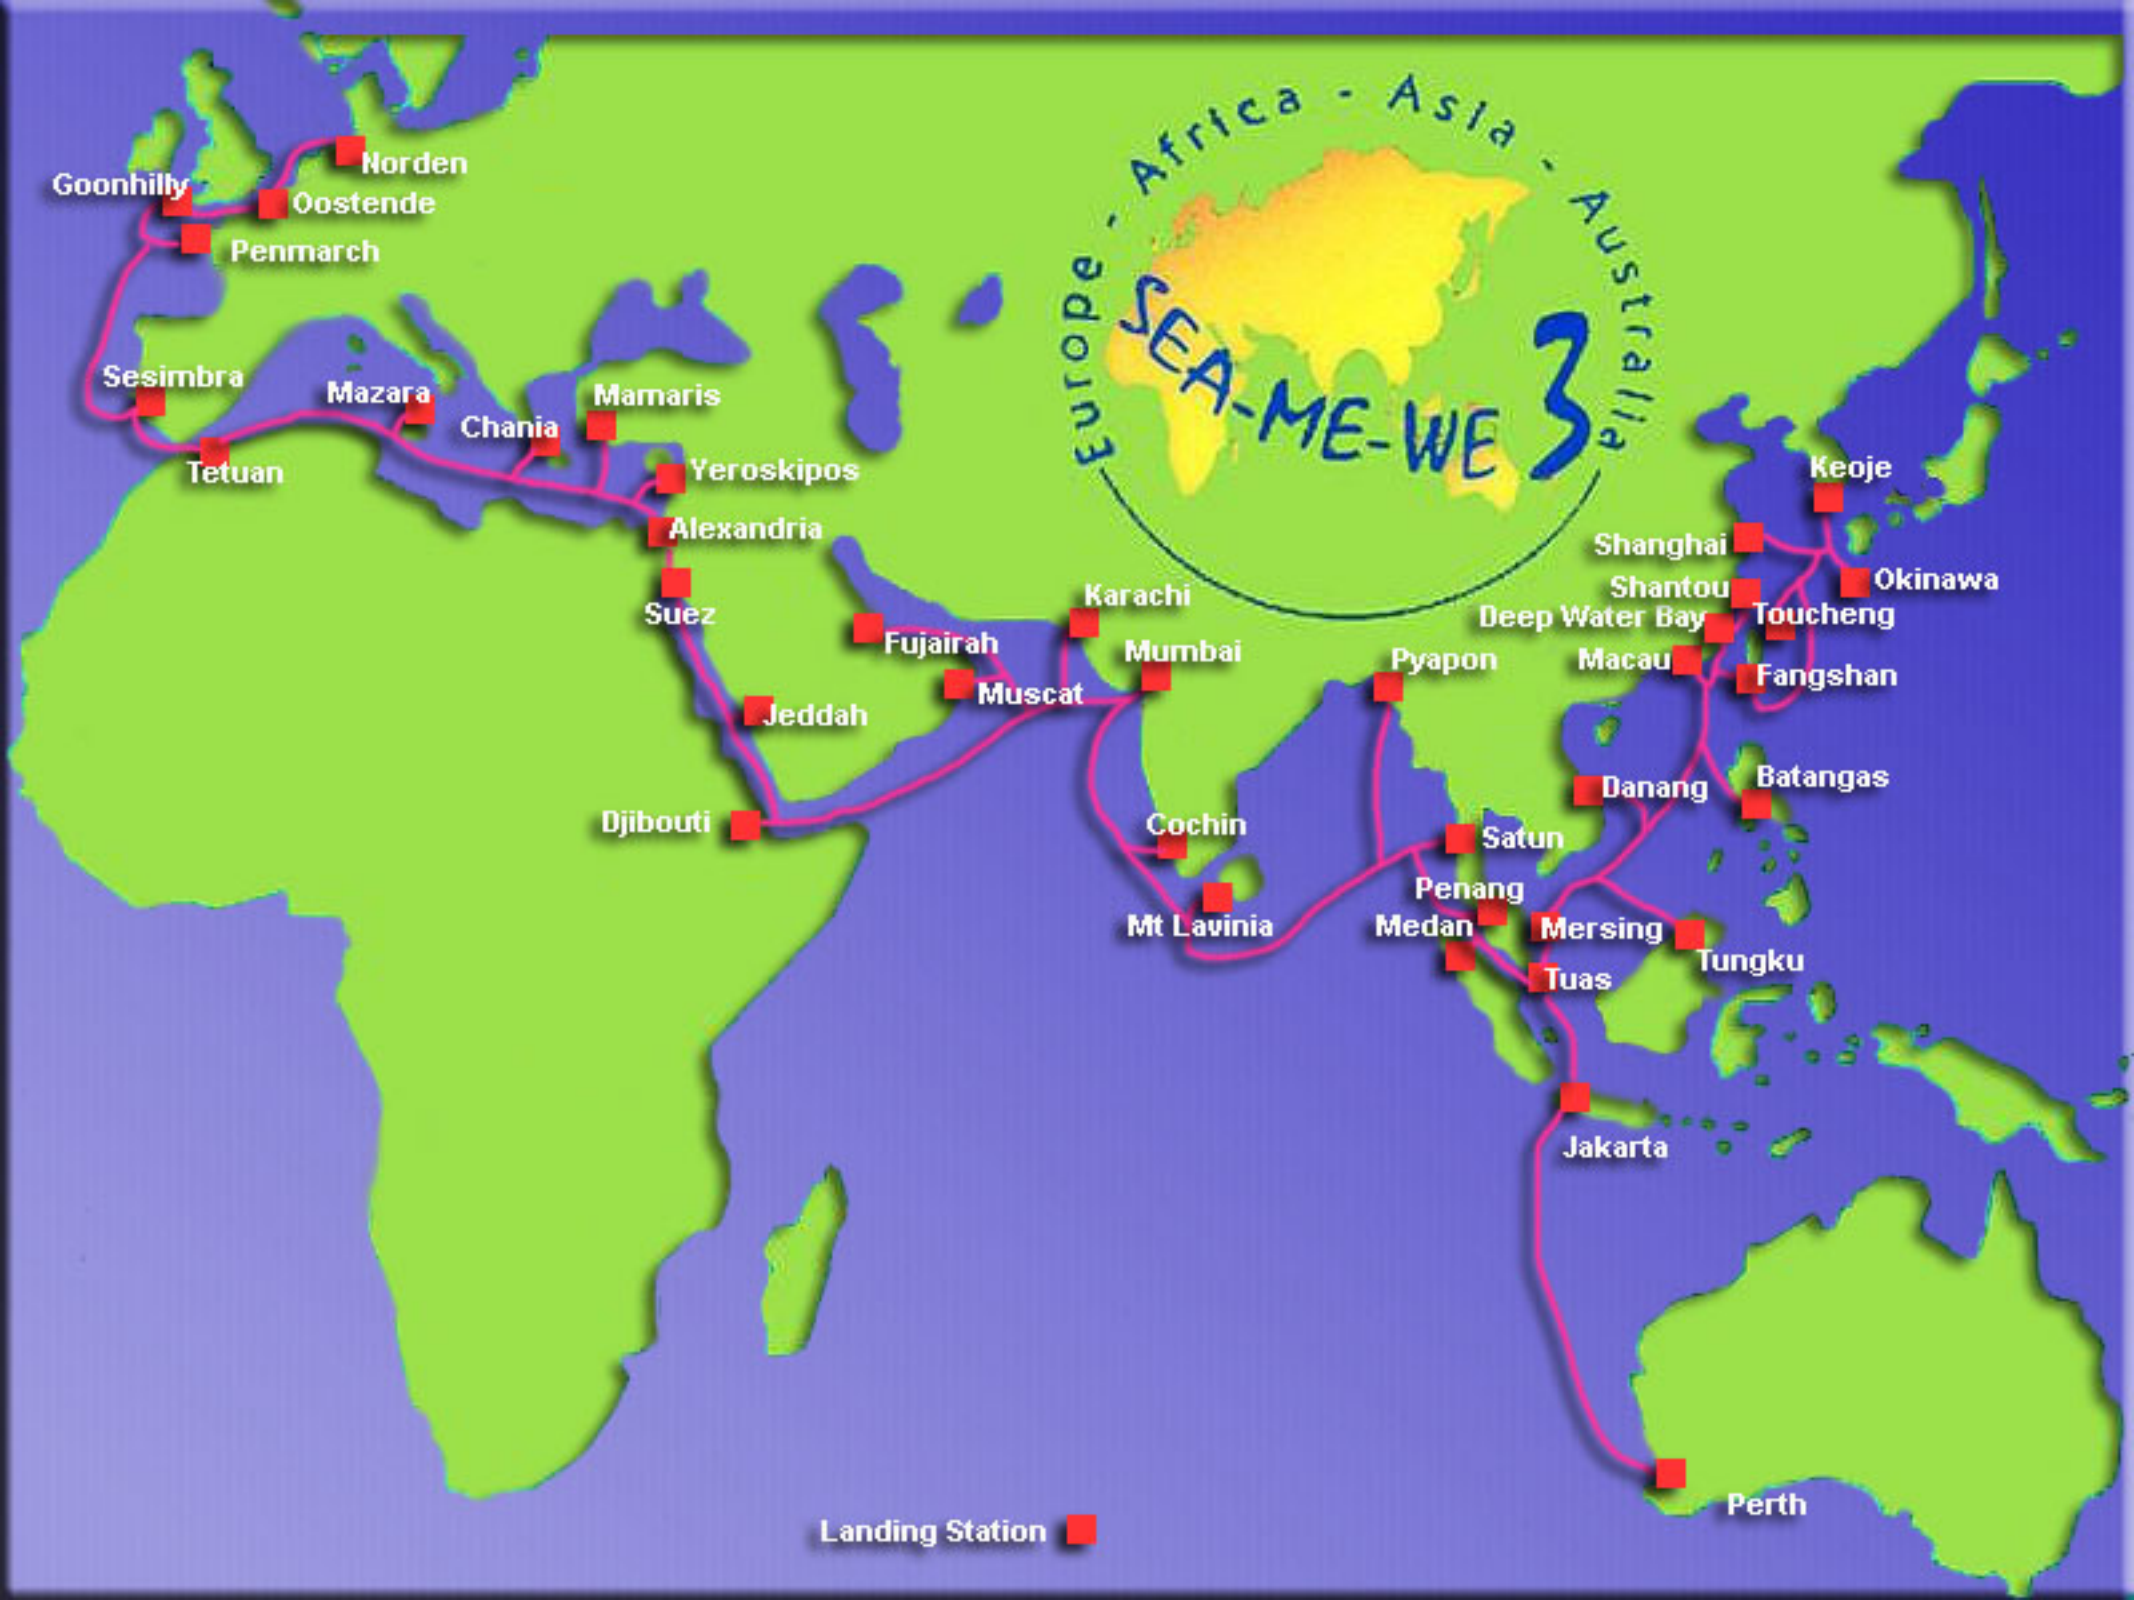 Europe - Africa - Asia - Australia
SEA-ME-WE 3
Norden
Goonhilly
Oostende
Penmarch
Sesimbra
Mazara
Mamaris
Chania
Tetuan
Yeroskipos
Alexandria
Suez
Keoje
Shanghai
Okinawa
Shantou
Toucheng
Deep Water Bay
Macau
Fangshan
Karachi
Fujairah
Mumbai
Muscat
Pyapon
Jeddah
Djibouti
Batangas
Danang
Cochin
Satun
Penang
Mt Lavinia
Medan
Mersing
Tungku
Tuas
Jakarta
Perth
Landing Station